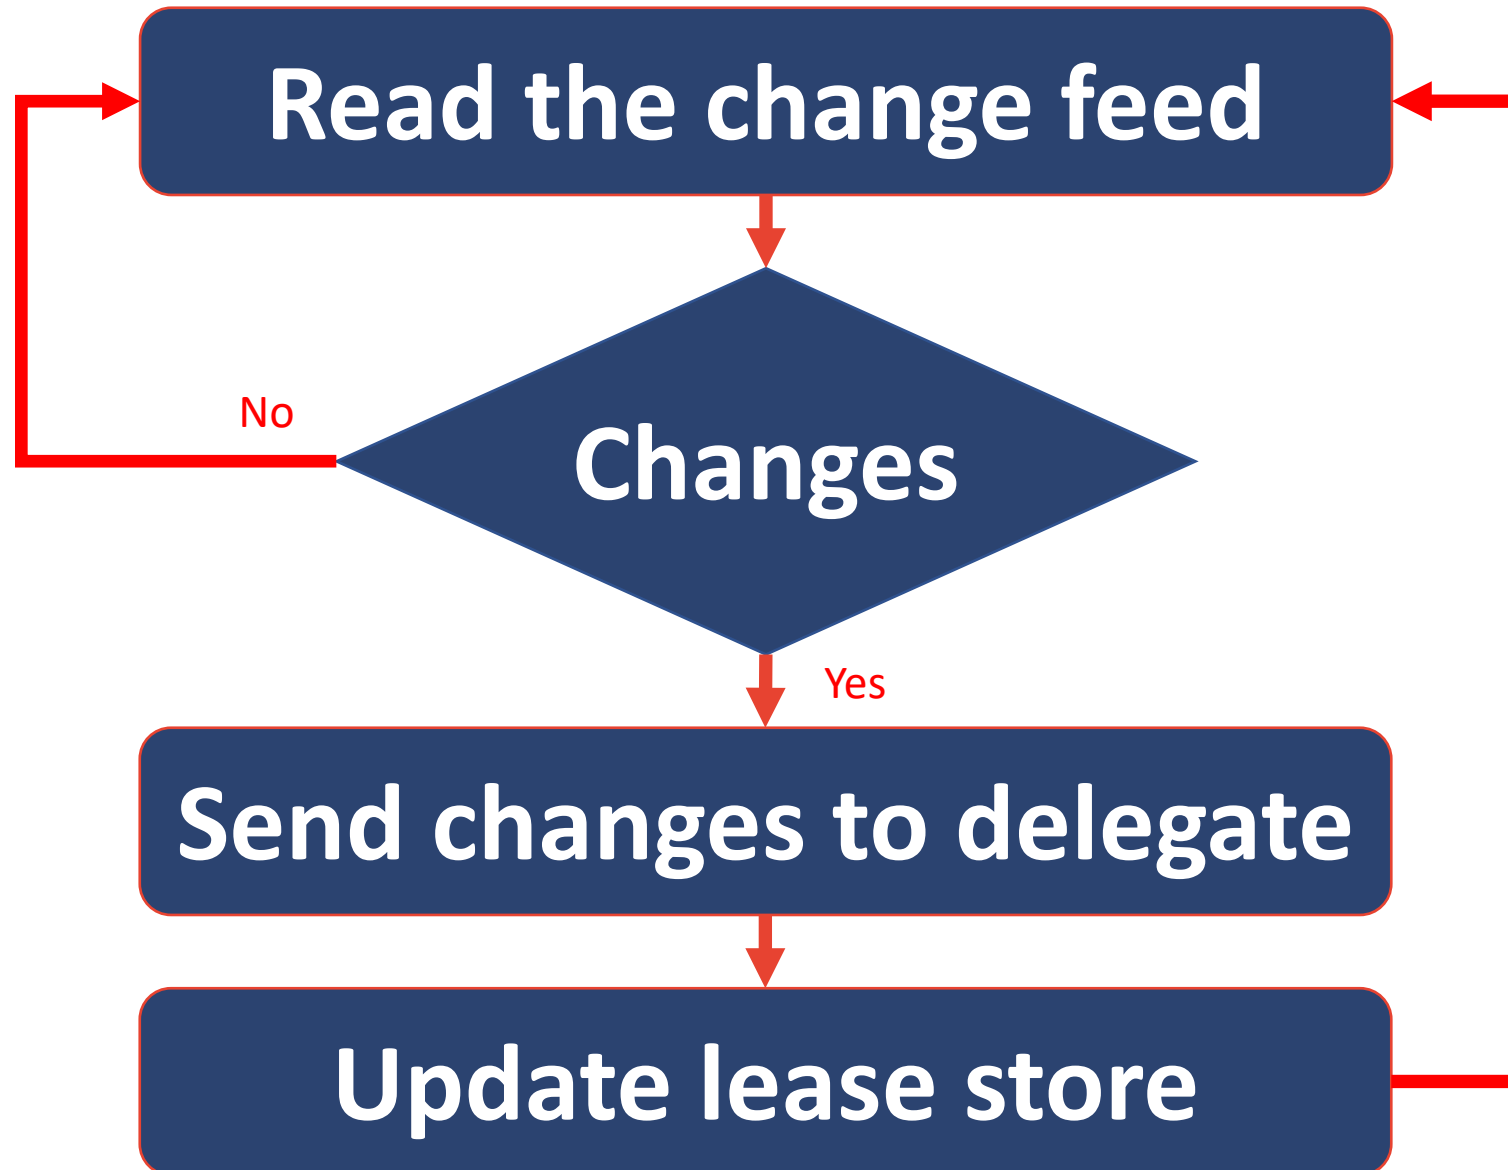 Read the change feed
No
Changes
Yes
Send changes to delegate
Update lease store